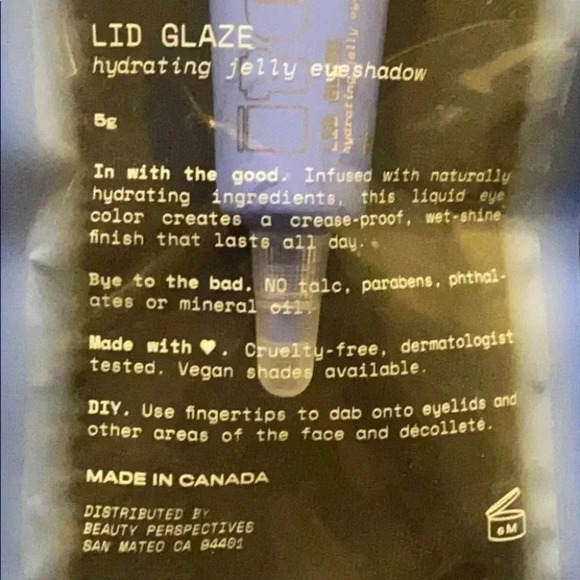 LID GLAZE
hydrating jelly eyeshadow
5g
In with the good. Infused with naturally
hydrating ingredients, this liquid eye
color creates a crease-proof, wet-shine
finish that lasts all day.
Bye to the bad. NO talc, parabens, phthal-
ates or mineral oil.
Made with ♥. Cruelty-free, dermatologist
tested. Vegan shades available.
DIY. Use fingertips to dab onto eyelids and
other areas of the face and décolleté.
MADE IN CANADA
DISTRIBUTED BY
BEAUTY PERSPECTIVES
SAN MATEO CA 94401
6M